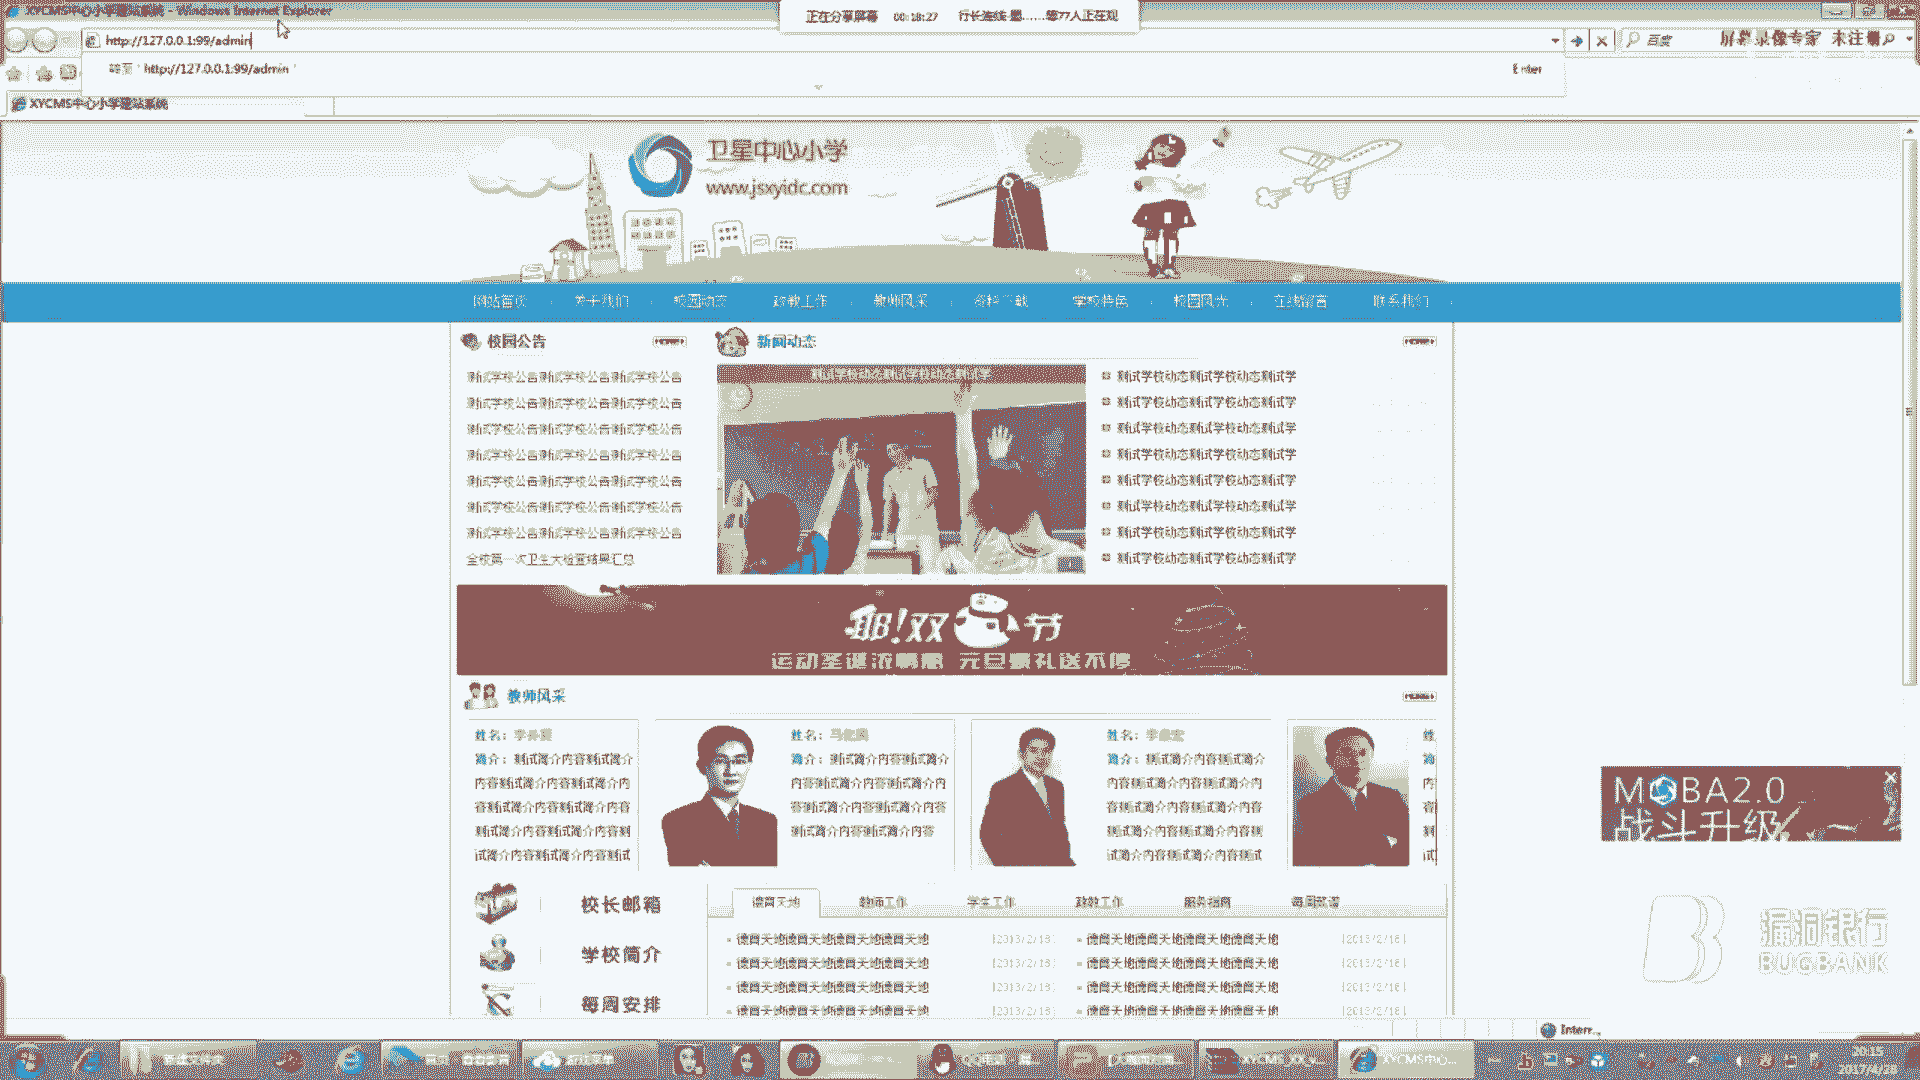 XYCMS中心小学建站系统 - Windows Internet Explorer
正在分享屏幕 00:18:27
http://127.0.0.1:99/admin
百度
屏幕录像专家 未注册
转至 ' http://127.0.0.1:99/admin '
Enter
XYCMS中心小学建站系统
卫星中心小学
www.jsxyidc.com
网站首页 关于我们 校园动态 政教工作 教师风采 资料下载 学校特色 校园风光 在线留言 联系我们
校园公告
新闻动态
测试学校公告测试学校公告测试学校公告
测试学校公告测试学校公告测试学校公告
测试学校公告测试学校公告测试学校公告
测试学校公告测试学校公告测试学校公告
测试学校公告测试学校公告测试学校公告
测试学校公告测试学校公告测试学校公告
测试学校公告测试学校公告测试学校公告
全校第一次卫生大检查结果汇总
测试学校动态测试学校动态测试学
测试学校动态测试学校动态测试学
测试学校动态测试学校动态测试学
测试学校动态测试学校动态测试学
测试学校动态测试学校动态测试学
测试学校动态测试学校动态测试学
测试学校动态测试学校动态测试学
测试学校动态测试学校动态测试学
测试学校动态测试学校动态测试学
耶!双 节
运动圣诞浓情惠 元旦豪礼送不停
教师风采
姓名:
简介:测试简介内容测试简介
内容测试简介内容测试简介内
容测试简介内容测试简介内容
测试简介内容测试简介内容测
试简介内容测试简介内容测试
姓名:
简介:测试简介内容测试简介
内容测试简介内容测试简介内
容测试简介内容测试简介内容
测试简介内容测试简介内容
姓名:
简介:测试简介内容测试简介
内容测试简介内容测试简介内
容测试简介内容测试简介内容
测试简介内容测试简介内容测
试简介内容测试简介内容测试
MOBA2.0
战斗升级
校长邮箱
学校简介
每周安排
德育天地 教师工作 学生工作 政教工作 服务指南
德育天地德育天地德育天地德育天地 [2013/2/16] 德育天地德育天地德育天地德育天地 [2013/2/16]
德育天地德育天地德育天地德育天地 [2013/2/16] 德育天地德育天地德育天地德育天地 [2013/2/16]
德育天地德育天地德育天地德育天地 [2013/2/16] 德育天地德育天地德育天地德育天地 [2013/2/16]
德育天地德育天地德育天地德育天地 [2013/2/16] 德育天地德育天地德育天地德育天地 [2013/2/16]
漏洞银行
BUGBANK
Interr...
XYCMS中心...
20:15
2017/4/28